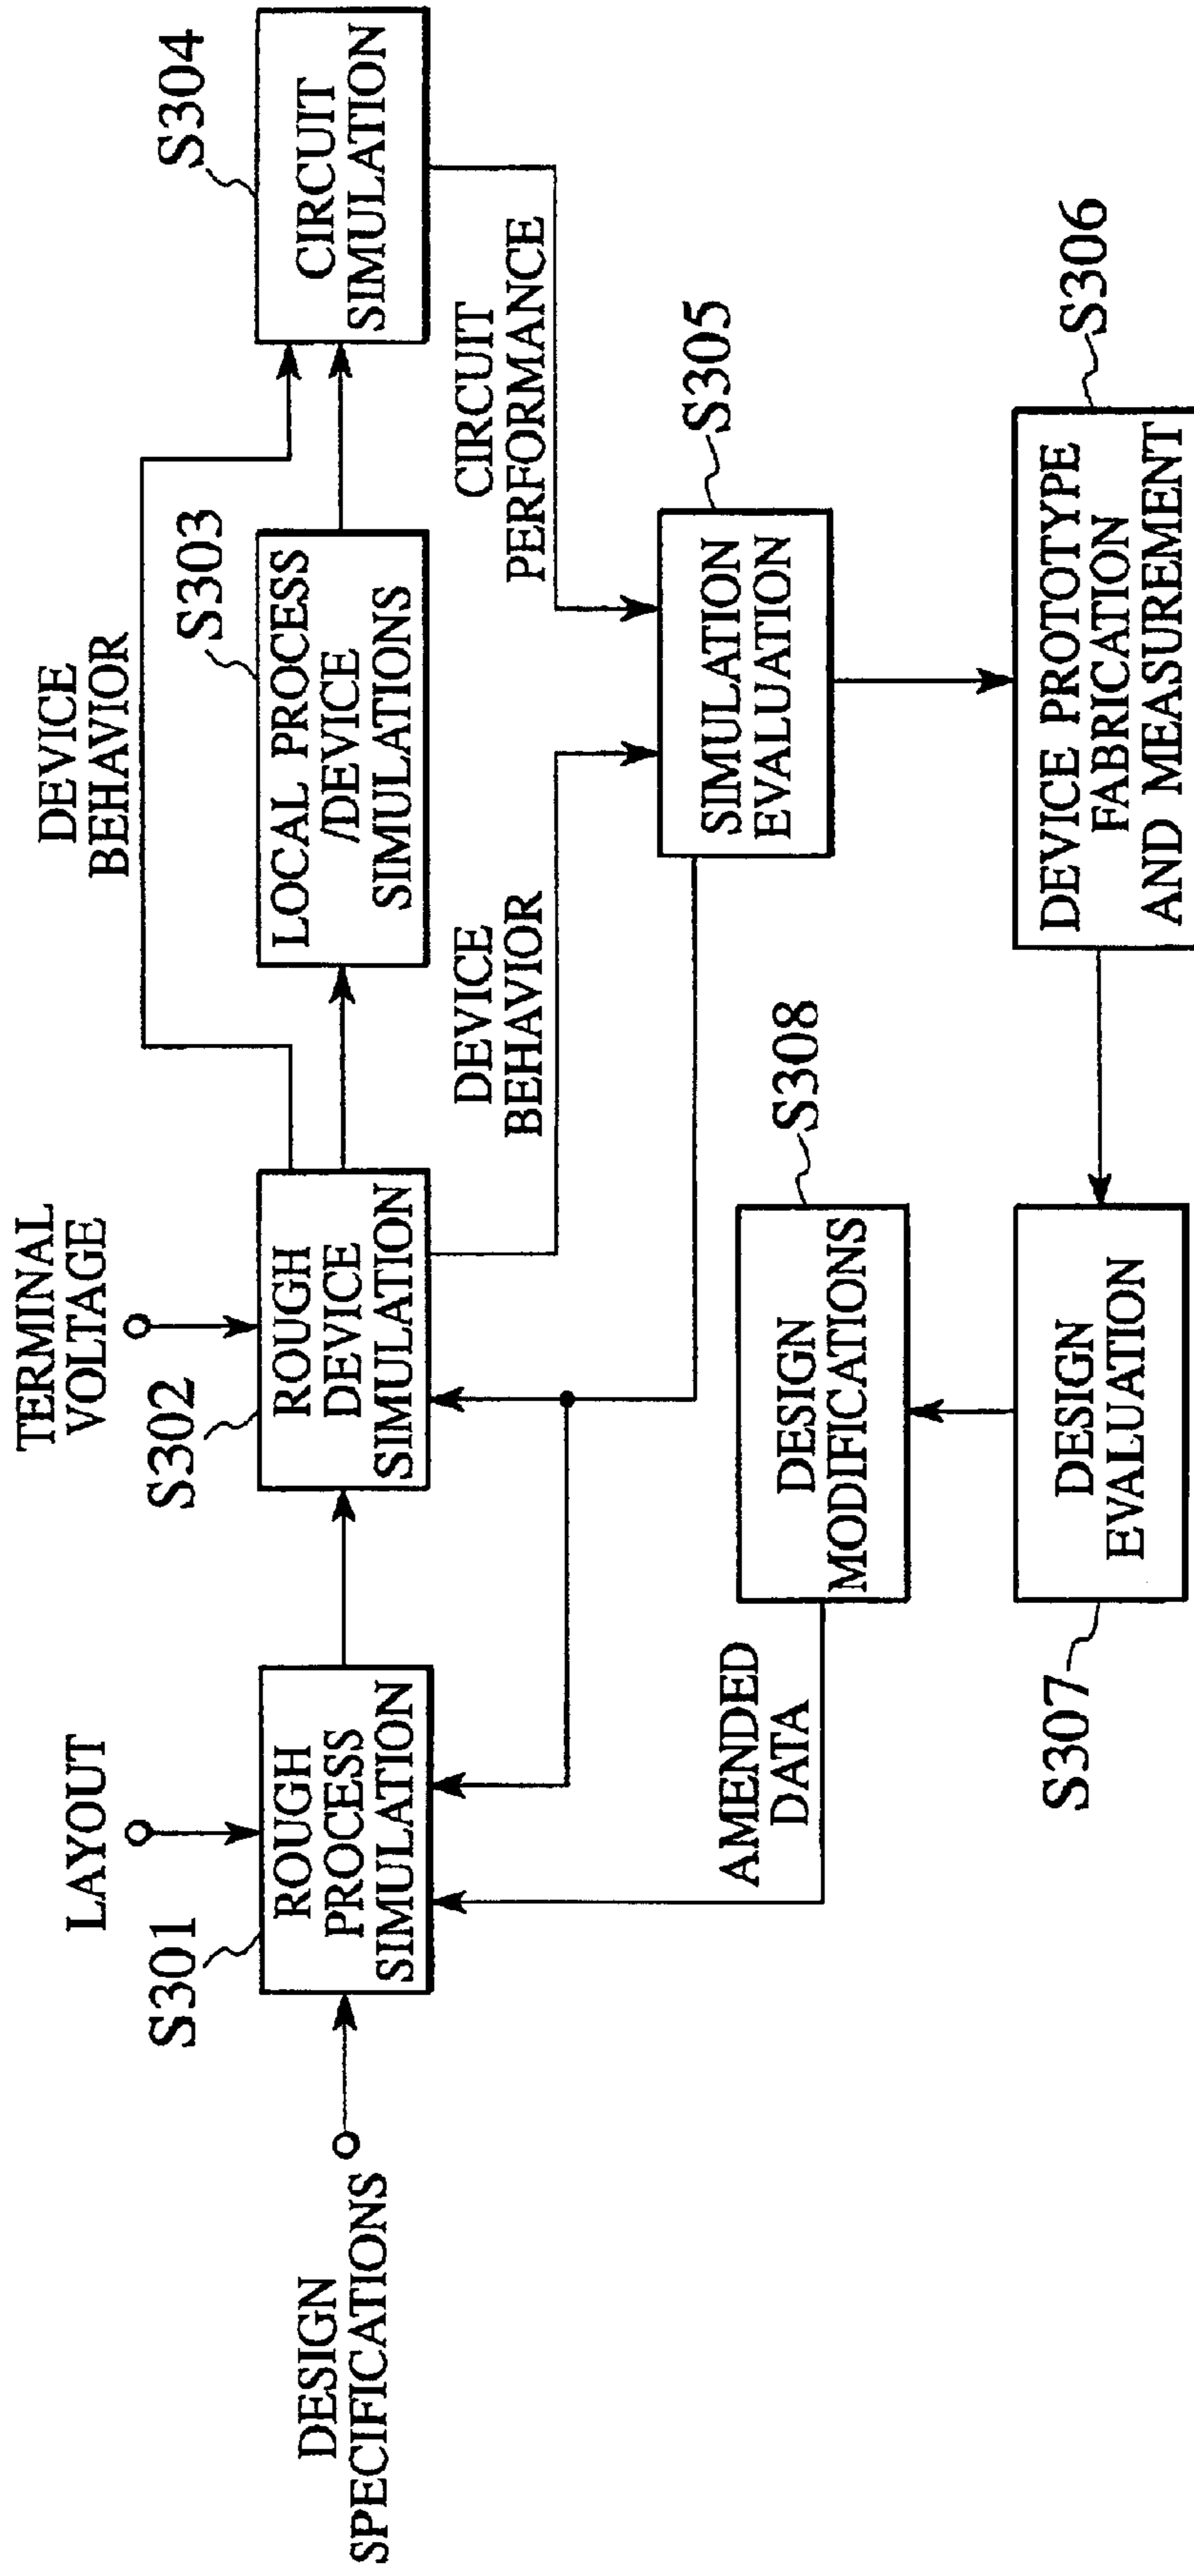 DESIGN
SPECIFICATIONS
LAYOUT
S301
ROUGH
PROCESS
SIMULATION
TERMINAL
VOLTAGE
S302
ROUGH
DEVICE
SIMULATION
DEVICE
BEHAVIOR
S303
LOCAL PROCESS
/DEVICE
SIMULATIONS
S304
CIRCUIT
SIMULATION
DEVICE
BEHAVIOR
CIRCUIT
PERFORMANCE
S305
SIMULATION
EVALUATION
AMENDED
DATA
S308
DESIGN
MODIFICATIONS
S307
DESIGN
EVALUATION
S306
DEVICE PROTOTYPE
FABRICATION
AND MEASUREMENT